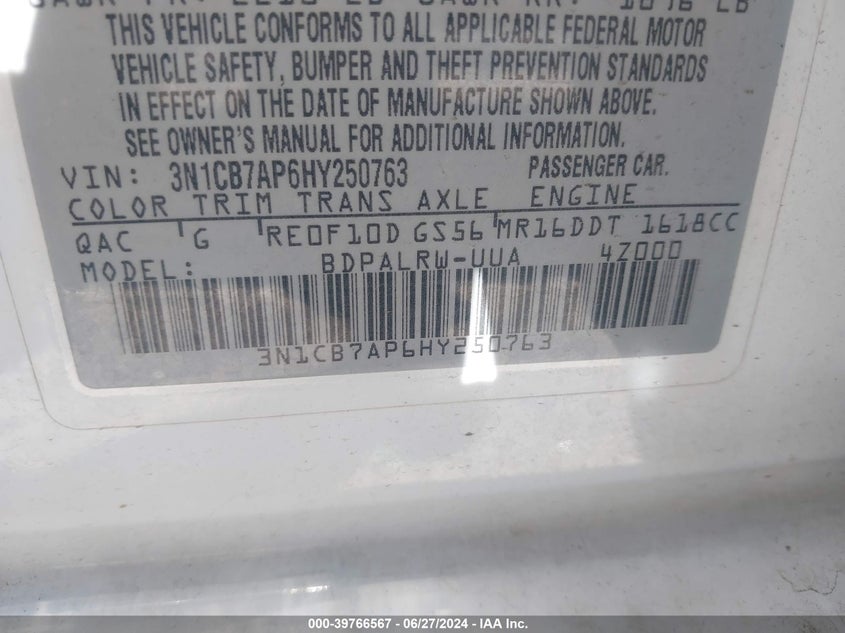 THIS VEHICLE CONFORMS TO ALL APPLICABLE FEDERAL MOTOR
VEHICLE SAFETY, BUMPER AND THEFT PREVENTION STANDARDS
IN EFFECT ON THE DATE OF MANUFACTURE SHOWN ABOVE.
SEE OWNER'S MANUAL FOR ADDITIONAL INFORMATION.
VIN: 3N1CB7AP6HY250763 PASSENGER CAR.
COLOR TRIM TRANS AXLE ENGINE
QAC G RE0F10D GS56 MR16DDT 1618CC
MODEL: BDPALRW-UUA 4Z000
3N1CB7AP6HY250763
000-39766567 - 06/27/2024 - IAA Inc.